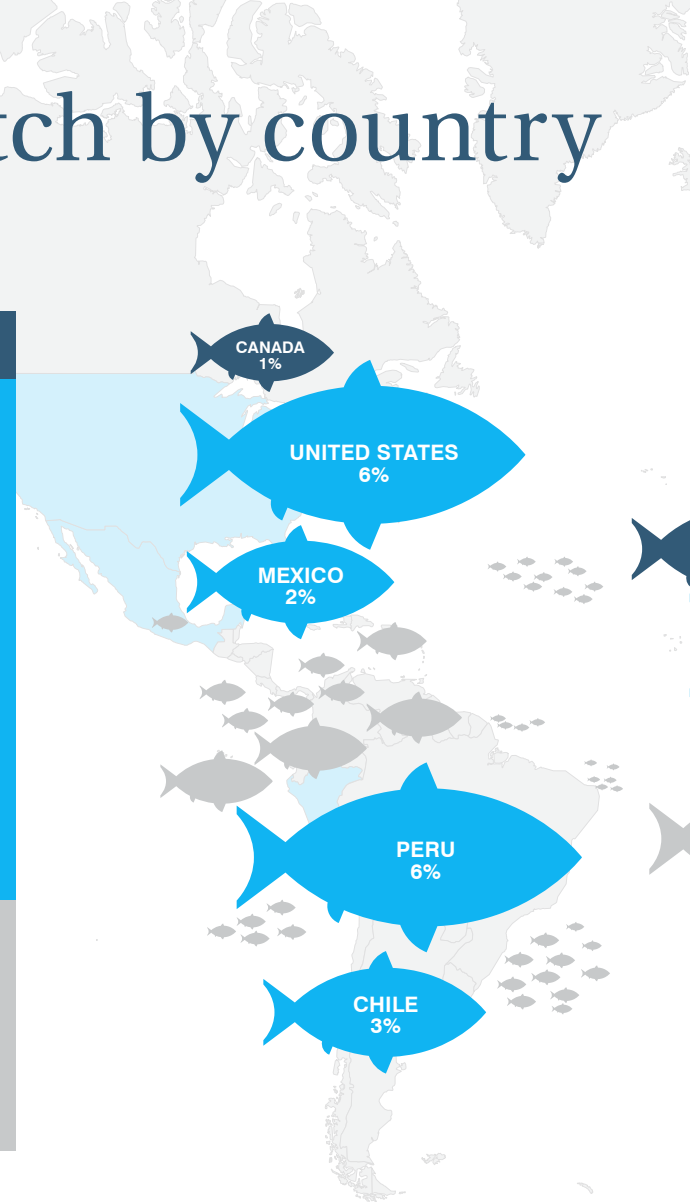 tch by country
CANADA
1%
UNITED STATES
6%
MEXICO
2%
PERU
6%
CHILE
3%